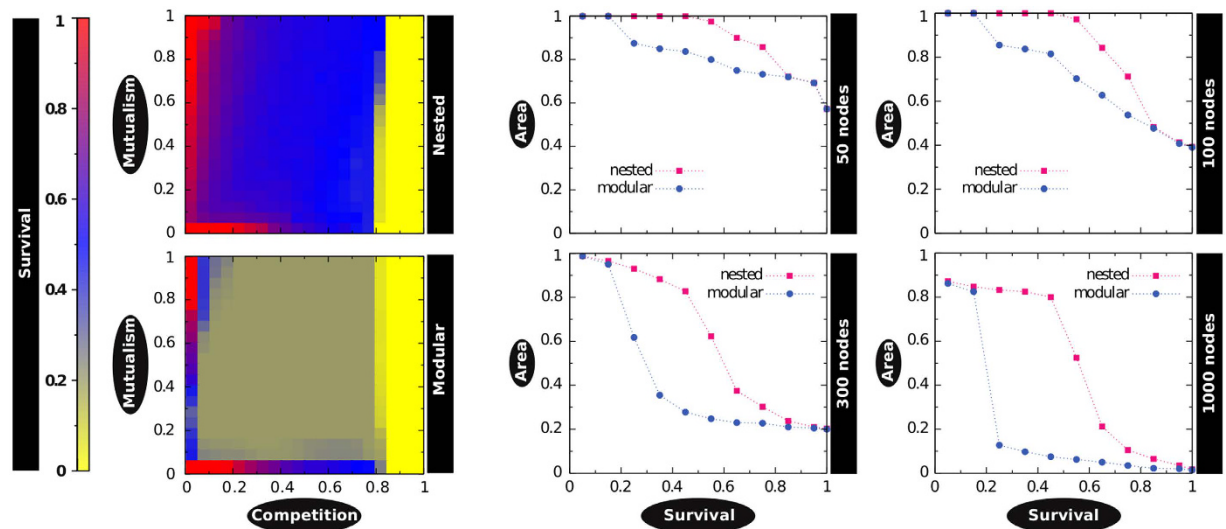 Survival
0
0.2
0.4
0.6
0.8
1
Mutualism
0
0.2
0.4
0.6
0.8
1
Nested
Mutualism
0
0.2
0.4
0.6
0.8
1
0
0.2
0.4
0.6
0.8
1
Modular
Competition
Area
0
0.2
0.4
0.6
0.8
1
nested
modular
50 nodes
Area
0
0.2
0.4
0.6
0.8
1
nested
modular
100 nodes
Area
0
0.2
0.4
0.6
0.8
1
0
0.2
0.4
0.6
0.8
1
nested
modular
300 nodes
Survival
Area
0
0.2
0.4
0.6
0.8
1
0
0.2
0.4
0.6
0.8
1
nested
modular
1000 nodes
Survival